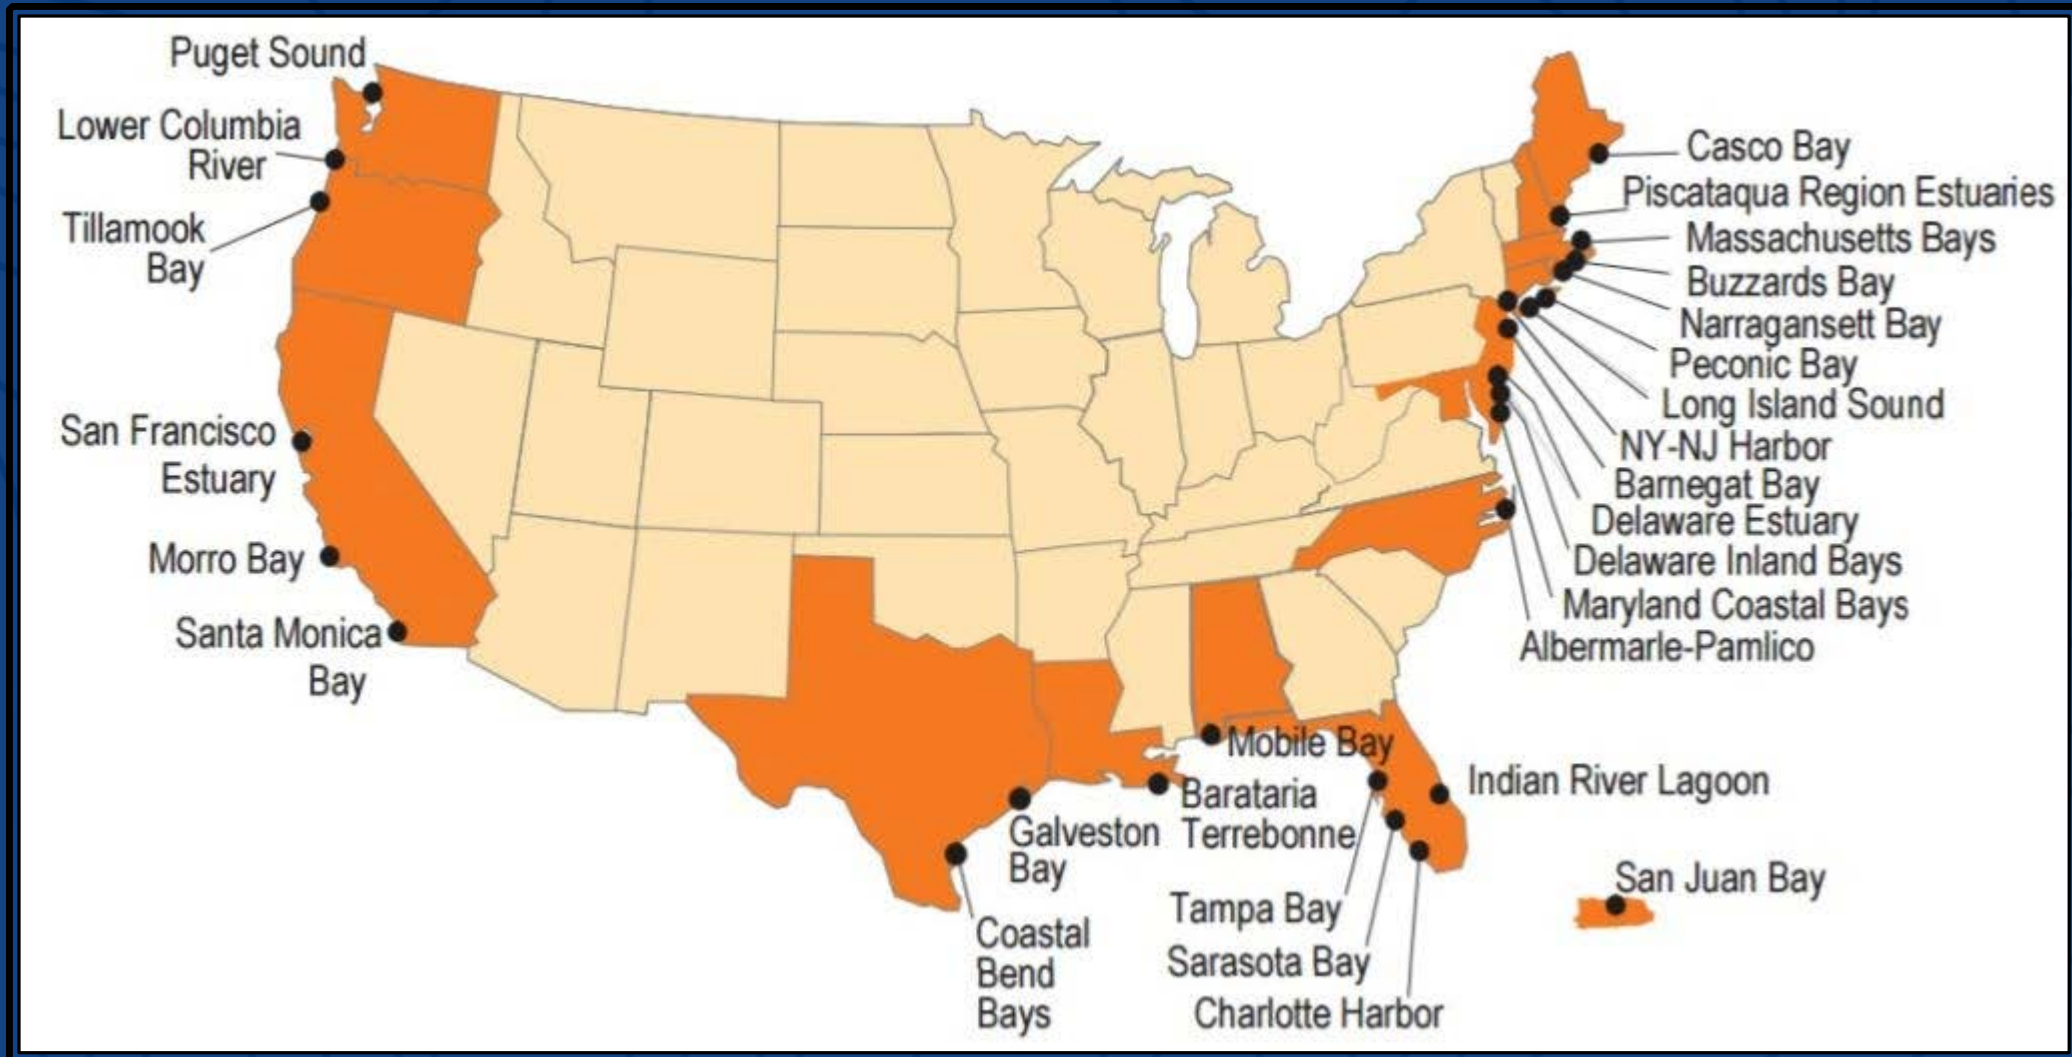 Puget Sound
Lower Columbia
River
Tillamook
Bay
San Francisco
Estuary
Morro Bay
Santa Monica
Bay
Casco Bay
Piscataqua Region Estuaries
Massachusetts Bays
Buzzards Bay
Narragansett Bay
Peconic Bay
Long Island Sound
NY-NJ Harbor
Barnegat Bay
Delaware Estuary
Delaware Inland Bays
Maryland Coastal Bays
Albermarle-Pamlico
Mobile Bay
Barataria
Terrebonne
Galveston
Bay
Coastal
Bend
Bays
Indian River Lagoon
Tampa Bay
Sarasota Bay
Charlotte Harbor
San Juan Bay